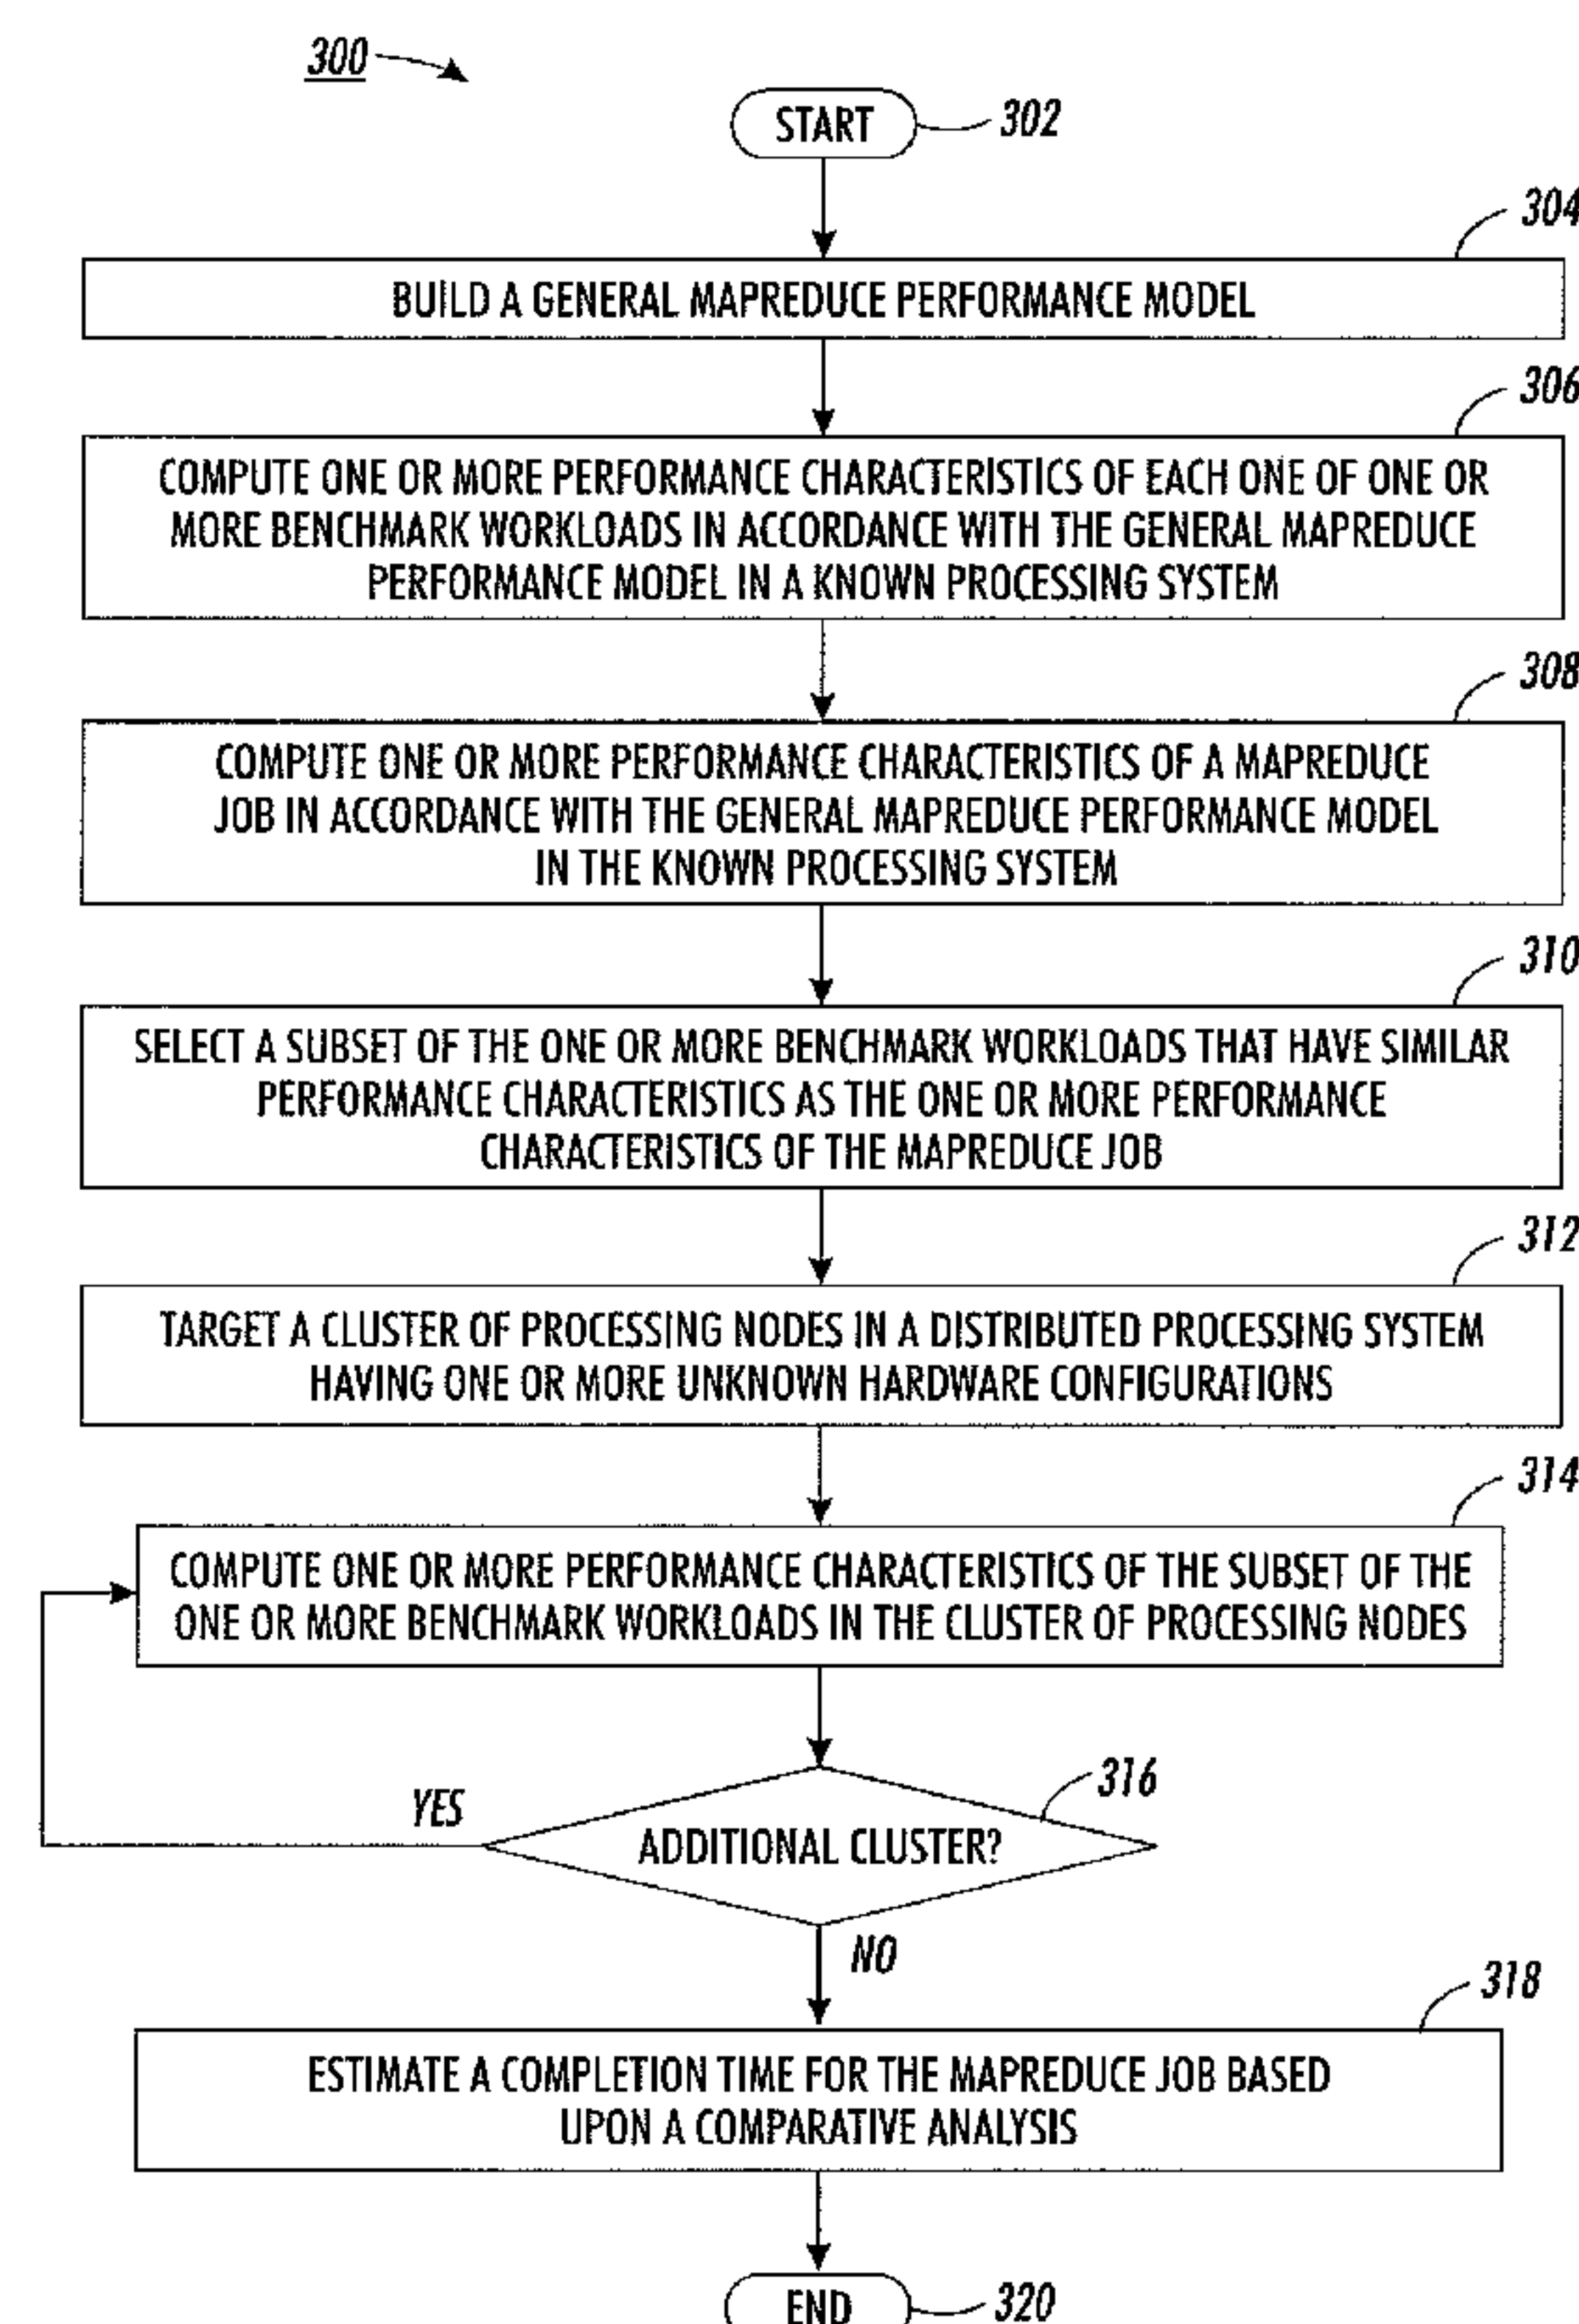 300
START
302
304
BUILD A GENERAL MAPREDUCE PERFORMANCE MODEL
306
COMPUTE ONE OR MORE PERFORMANCE CHARACTERISTICS OF EACH ONE OF ONE OR
MORE BENCHMARK WORKLOADS IN ACCORDANCE WITH THE GENERAL MAPREDUCE
PERFORMANCE MODEL IN A KNOWN PROCESSING SYSTEM
308
COMPUTE ONE OR MORE PERFORMANCE CHARACTERISTICS OF A MAPREDUCE
JOB IN ACCORDANCE WITH THE GENERAL MAPREDUCE PERFORMANCE MODEL
IN THE KNOWN PROCESSING SYSTEM
310
SELECT A SUBSET OF THE ONE OR MORE BENCHMARK WORKLOADS THAT HAVE SIMILAR
PERFORMANCE CHARACTERISTICS AS THE ONE OR MORE PERFORMANCE
CHARACTERISTICS OF THE MAPREDUCE JOB
312
TARGET A CLUSTER OF PROCESSING NODES IN A DISTRIBUTED PROCESSING SYSTEM
HAVING ONE OR MORE UNKNOWN HARDWARE CONFIGURATIONS
314
COMPUTE ONE OR MORE PERFORMANCE CHARACTERISTICS OF THE SUBSET OF THE
ONE OR MORE BENCHMARK WORKLOADS IN THE CLUSTER OF PROCESSING NODES
316
YES
ADDITIONAL CLUSTER?
NO
318
ESTIMATE A COMPLETION TIME FOR THE MAPREDUCE JOB BASED
UPON A COMPARATIVE ANALYSIS
END
320